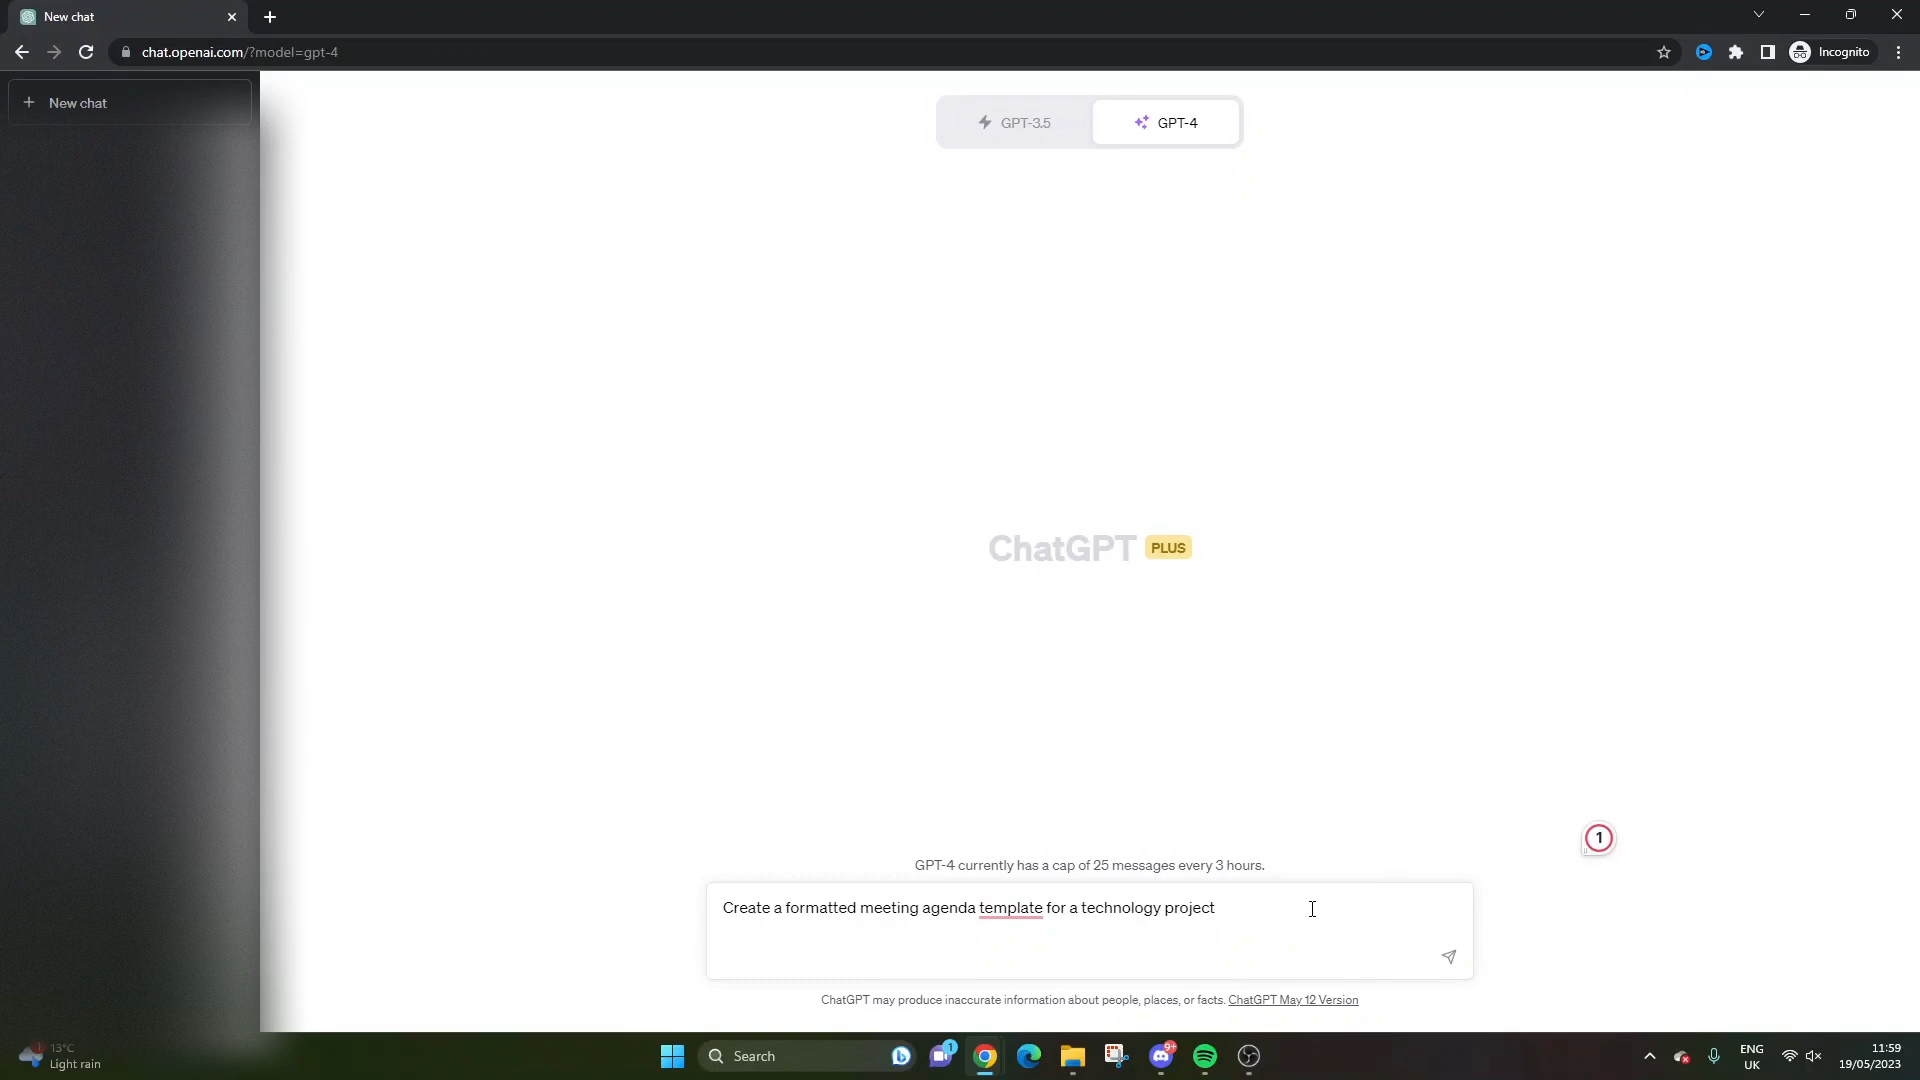 New chat
chat.openai.com/?model=gpt-4
Incognito
New chat
GPT-3.5
GPT-4
ChatGPT PLUS
1
GPT-4 currently has a cap of 25 messages every 3 hours.
Create a formatted meeting agenda template for a technology project
ChatGPT may produce inaccurate information about people, places, or facts. ChatGPT May 12 Version
1
13°C
Light rain
Search
1
9+
ENG
UK
11:59
19/05/2023